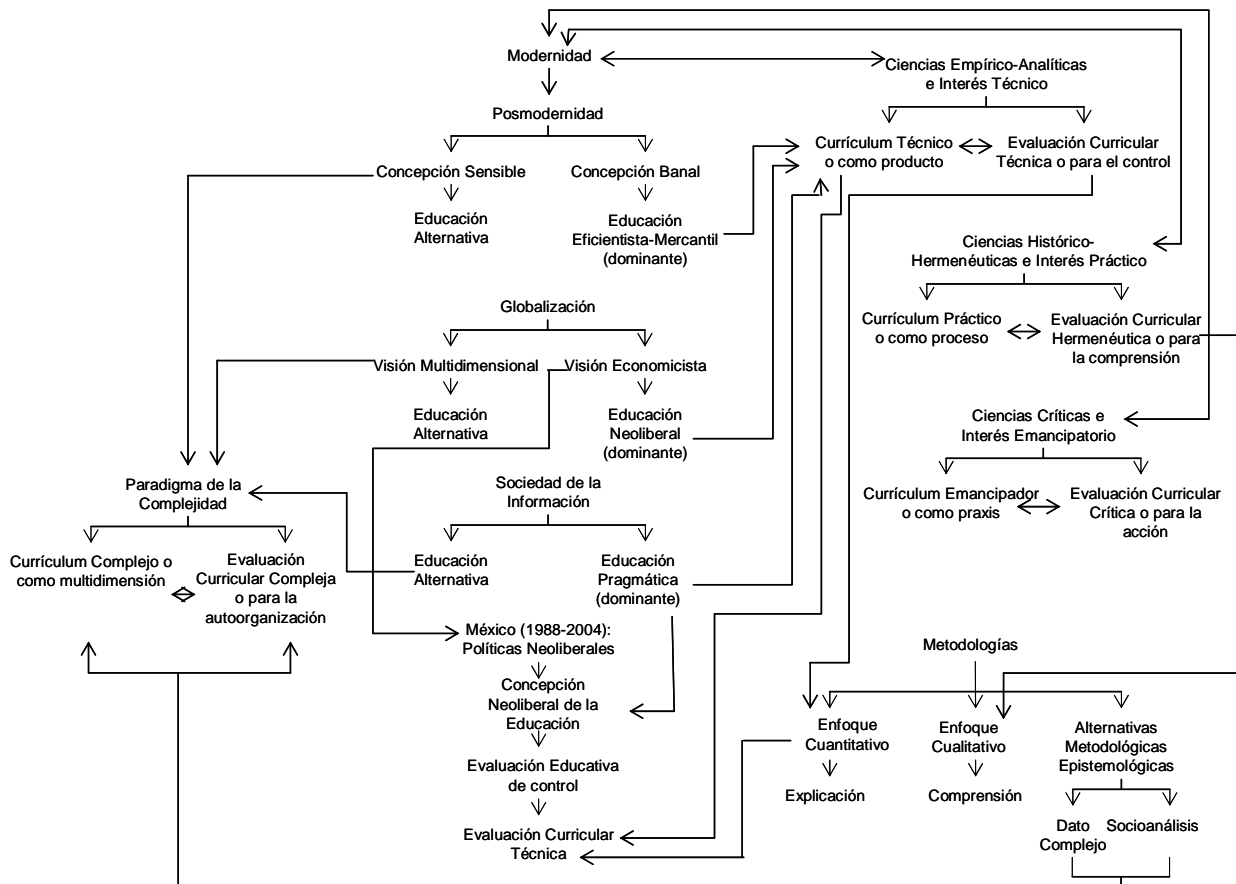 Modernidad
Ciencias Empírico-Analíticas
e Interés Técnico
Posmodernidad
Currículum Técnico
o como producto
Evaluación Curricular
Técnica o para el control
Concepción Sensible
Concepción Banal
Educación
Alternativa
Educación
Eficientista-Mercantil
(dominante)
Ciencias Histórico-
Hermenéuticas e Interés Práctico
Globalización
Currículum Práctico
o como proceso
Evaluación Curricular
Hermenéutica o para
la comprensión
Visión Multidimensional
Visión Economicista
Educación
Alternativa
Educación
Neoliberal
(dominante)
Ciencias Críticas e
Interés Emancipatorio
Paradigma de la
Complejidad
Sociedad de la
Información
Currículum Emancipador
o como praxis
Evaluación Curricular
Crítica o para la
acción
Currículum Complejo o
como multidimensión
Evaluación
Curricular Compleja
o para la
autoorganización
Educación
Alternativa
Educación
Pragmática
(dominante)
México (1988-2004):
Políticas Neoliberales
Metodologías
Concepción
Neoliberal de la
Educación
Enfoque
Cuantitativo
Enfoque
Cualitativo
Alternativas
Metodológicas
Epistemológicas
Evaluación Educativa
de control
Explicación
Comprensión
Evaluación Curricular
Técnica
Dato
Complejo
Socioanálisis